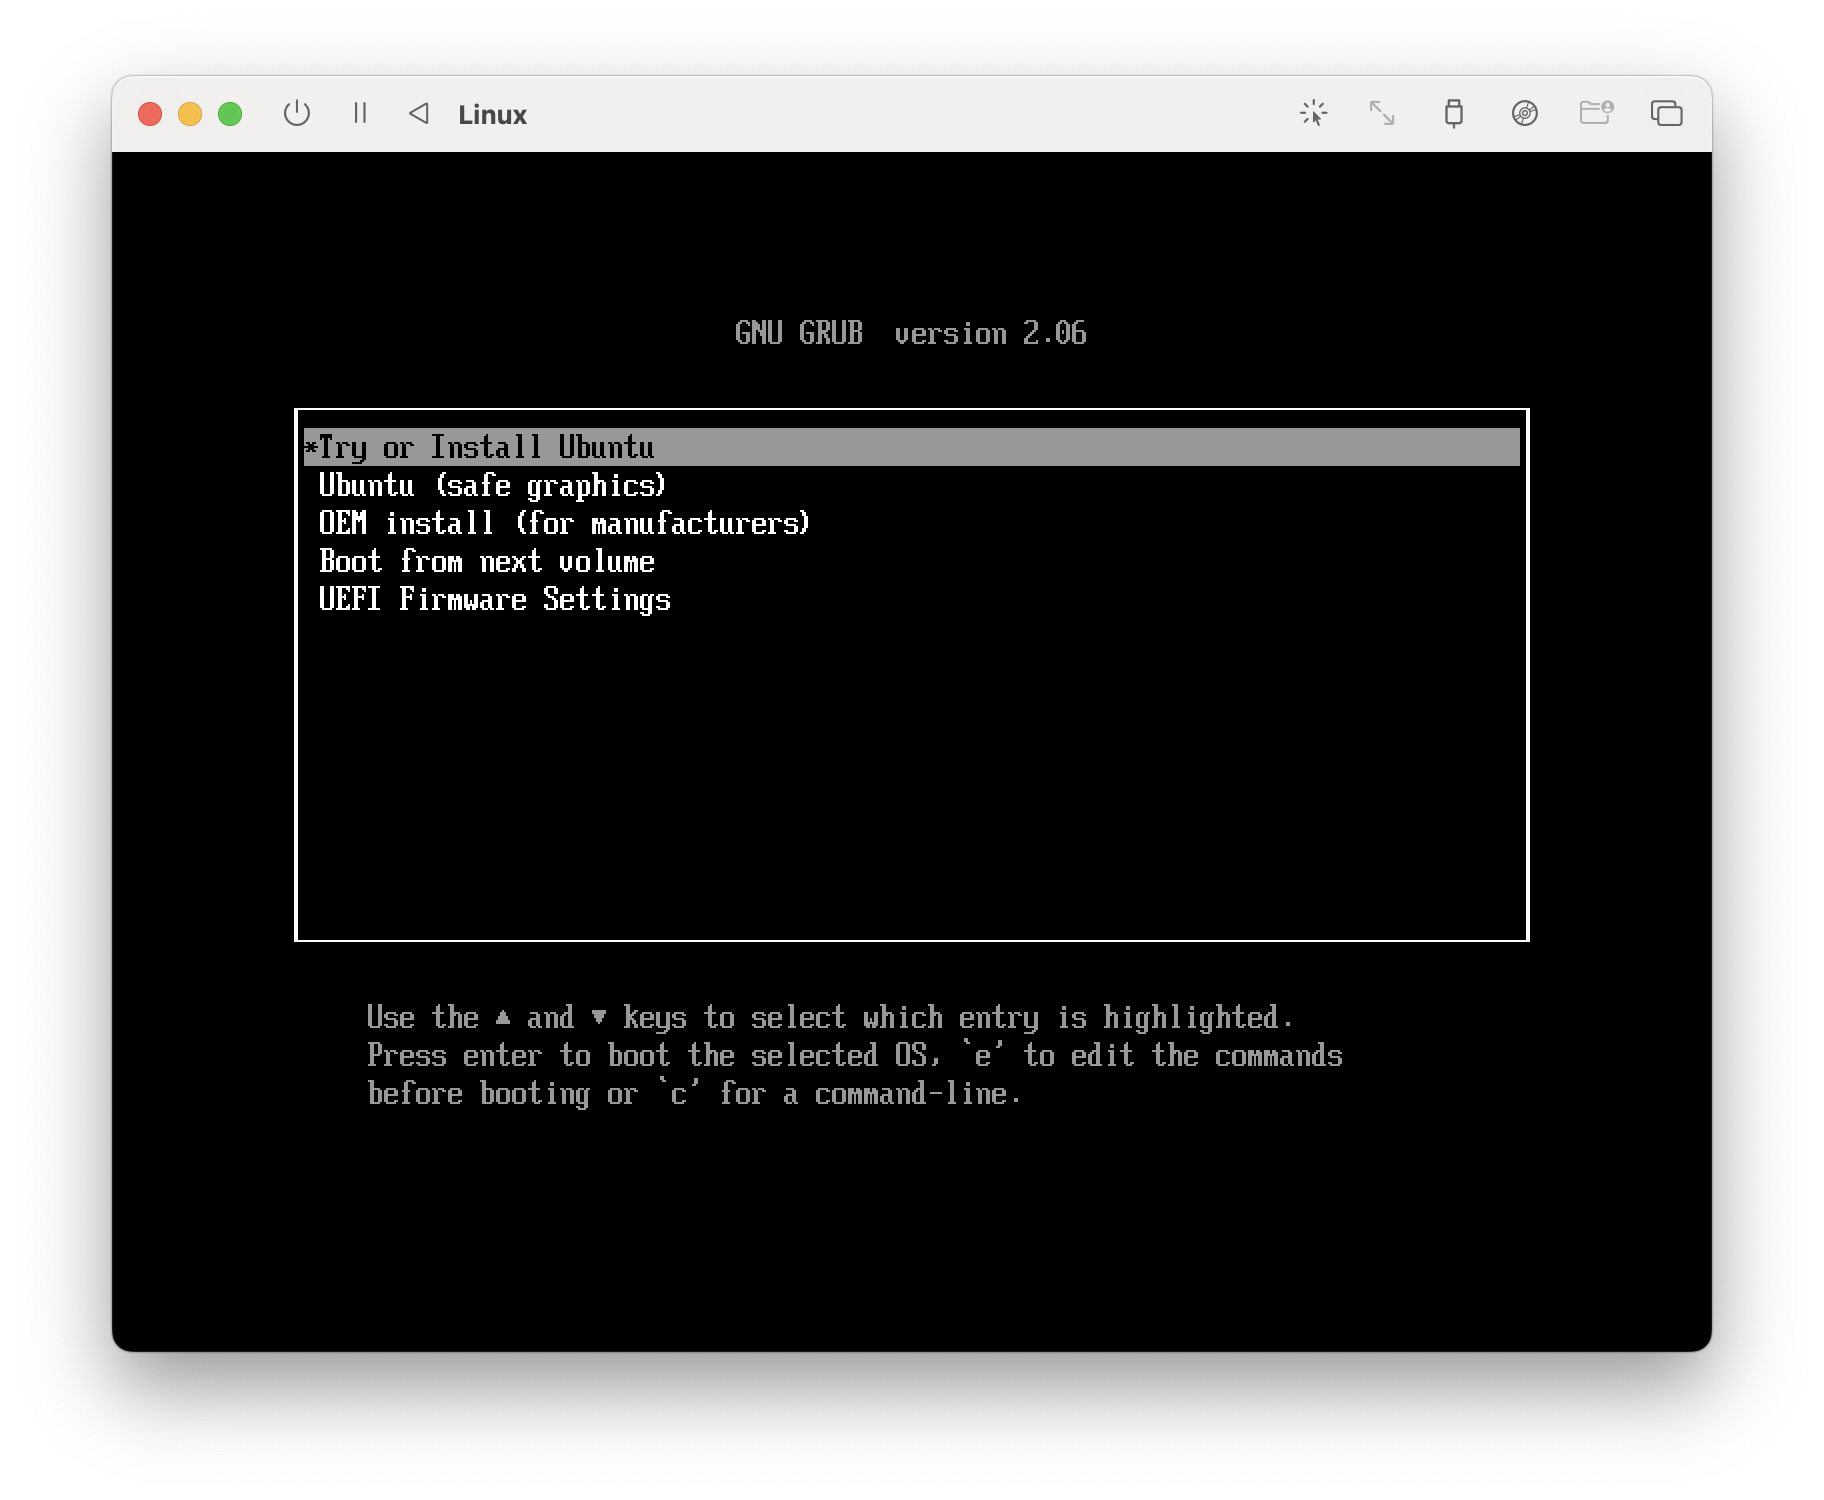 Linux
GNU GRUB  version 2.06
*Try or Install Ubuntu
Ubuntu (safe graphics)
OEM install (for manufacturers)
Boot from next volume
UEFI Firmware Settings
Use the ▲ and ▼ keys to select which entry is highlighted.
Press enter to boot the selected OS, `e' to edit the commands
before booting or `c' for a command-line.